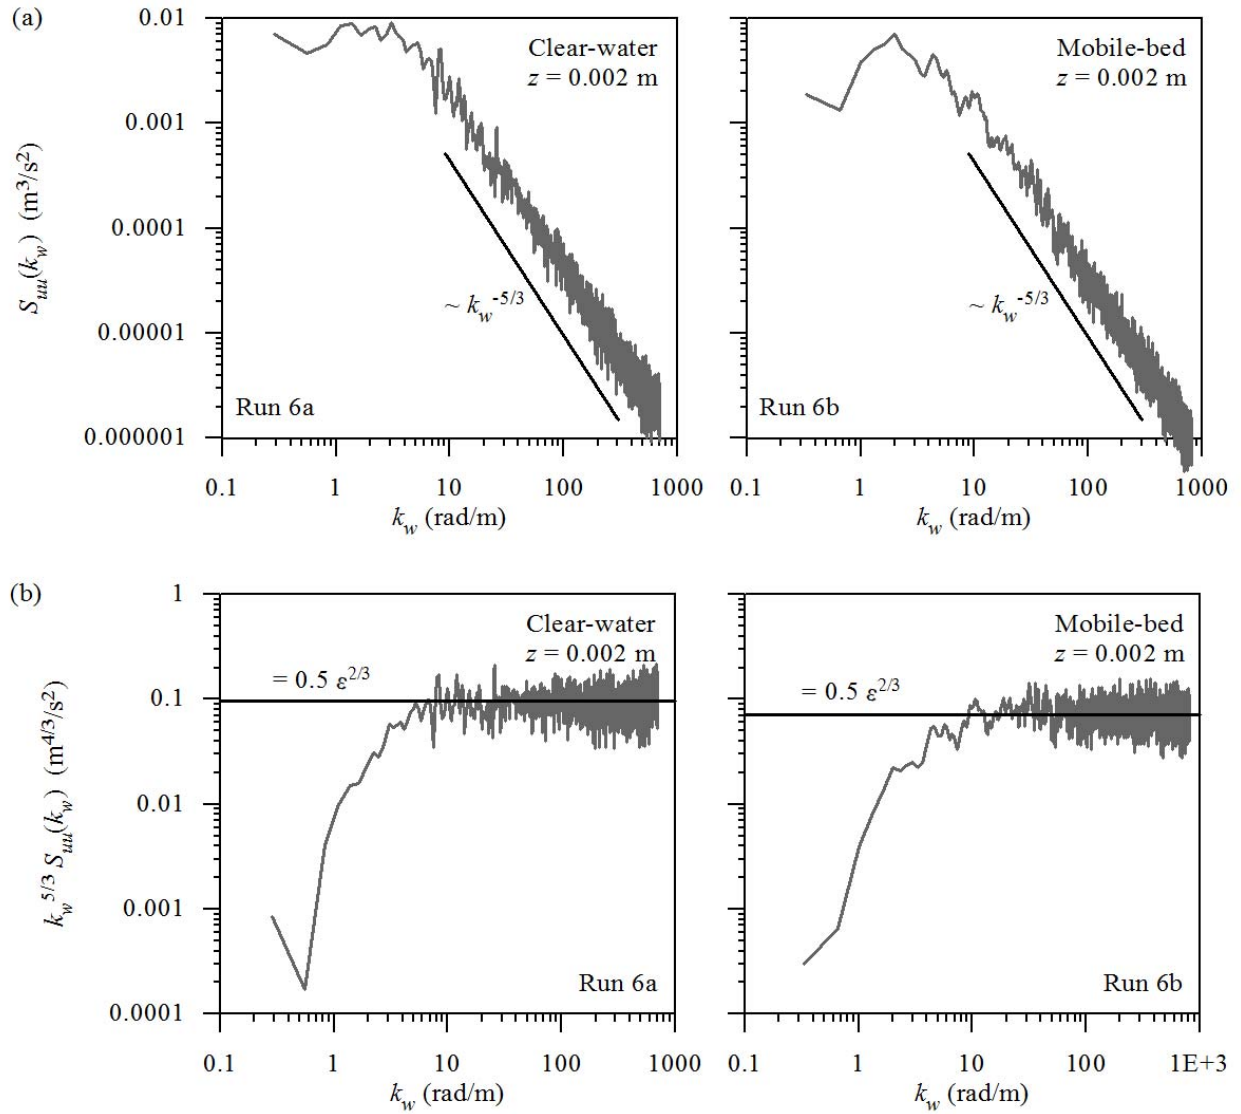 (a)
S_uu(k_w) (m³/s²)
0.01
0.001
0.0001
0.00001
0.000001
Clear-water
z = 0.002 m
~ k_w^-5/3
Run 6a
0.1 1 10 100 1000
k_w (rad/m)
Mobile-bed
z = 0.002 m
~ k_w^-5/3
Run 6b
0.1 1 10 100 1000
k_w (rad/m)
(b)
k_w^5/3 S_uu(k_w) (m^4/3/s²)
1
0.1
0.01
0.001
0.0001
Clear-water
z = 0.002 m
= 0.5 ε^2/3
Run 6a
0.1 1 10 100 1000
k_w (rad/m)
Mobile-bed
z = 0.002 m
= 0.5 ε^2/3
Run 6b
0.1 1 10 100 1E+3
k_w (rad/m)